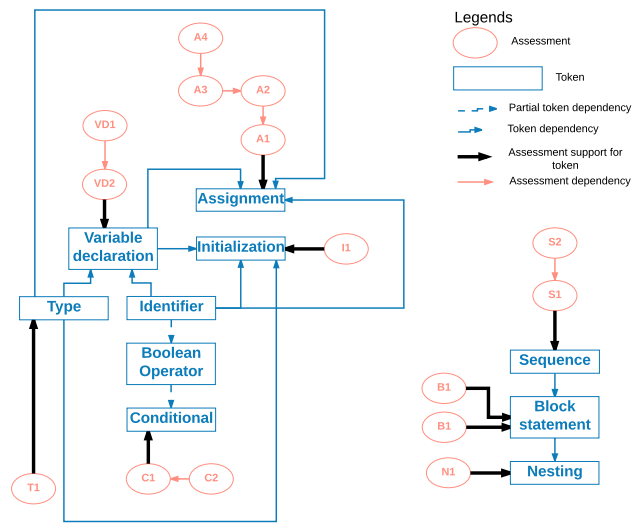 Legends
Assessment
Token
Partial token dependency
Token dependency
Assessment support for
token
Assessment dependency
A4
A3
A2
A1
VD1
VD2
Assignment
Variable
declaration
Initialization
I1
Type
Identifier
Boolean
Operator
Conditional
T1
C1
C2
S2
S1
Sequence
B1
Block
statement
B1
N1
Nesting